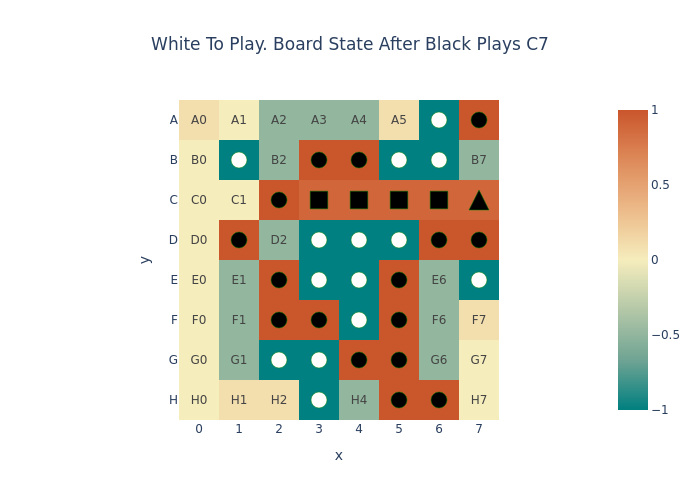 White To Play. Board State After Black Plays C7
A A0 A1 A2 A3 A4 A5 1
B B0 B2 B7
C C0 C1 0.5
D D0 D2
y E E0 E1 E6 0
F F0 F1 F6 F7 −0.5
G G0 G1 G6 G7
H H0 H1 H2 H4 H7 −1
0 1 2 3 4 5 6 7
x